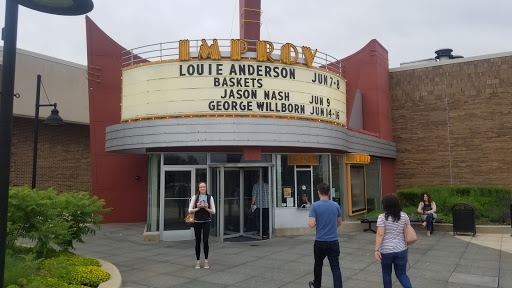 IMPROV
LOUIE ANDERSON JUN 7-8
BASKETS
JASON NASH JUN 9
GEORGE WILLBORN JUN 14-16